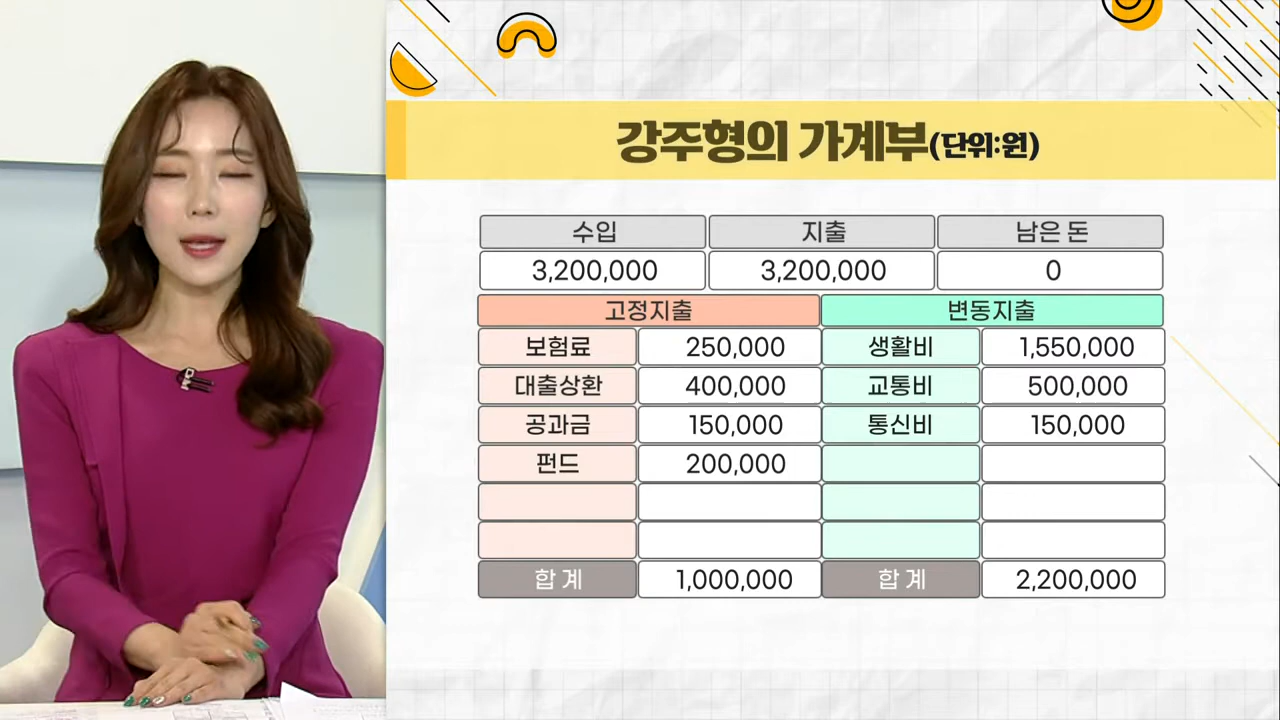 강주형의 가계부(단위:원)
수입 지출 남은 돈
3,200,000 3,200,000 0
고정지출 변동지출
보험료 250,000 생활비 1,550,000
대출상환 400,000 교통비 500,000
공과금 150,000 통신비 150,000
펀드 200,000
합 계 1,000,000 합 계 2,200,000